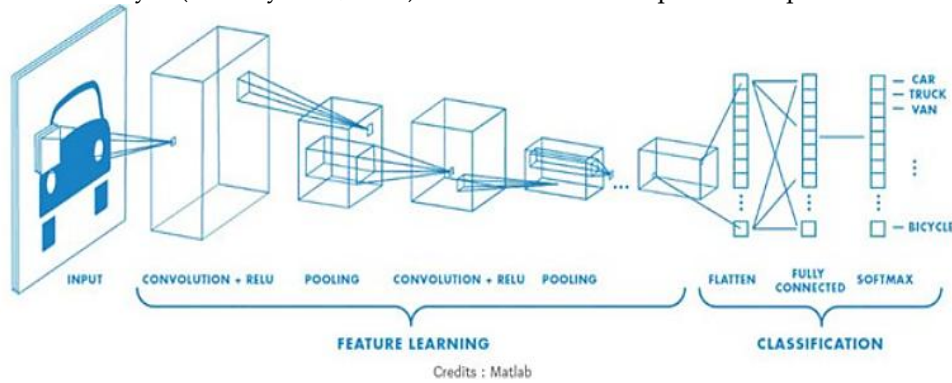 CAR
TRUCK
VAN
BICYCLE
INPUT
CONVOLUTION + RELU
POOLING
CONVOLUTION + RELU
POOLING
FLATTEN
FULLY
CONNECTED
SOFTMAX
FEATURE LEARNING
CLASSIFICATION
Credits : Matlab